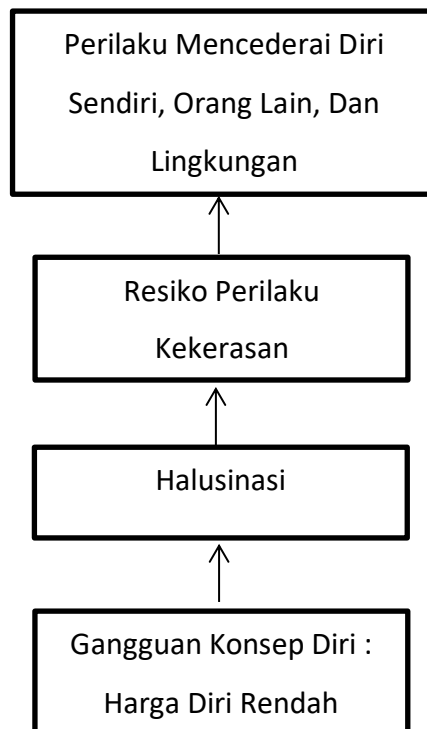 Perilaku Mencederai Diri
Sendiri, Orang Lain, Dan
Lingkungan
Resiko Perilaku
Kekerasan
Halusinasi
Gangguan Konsep Diri :
Harga Diri Rendah